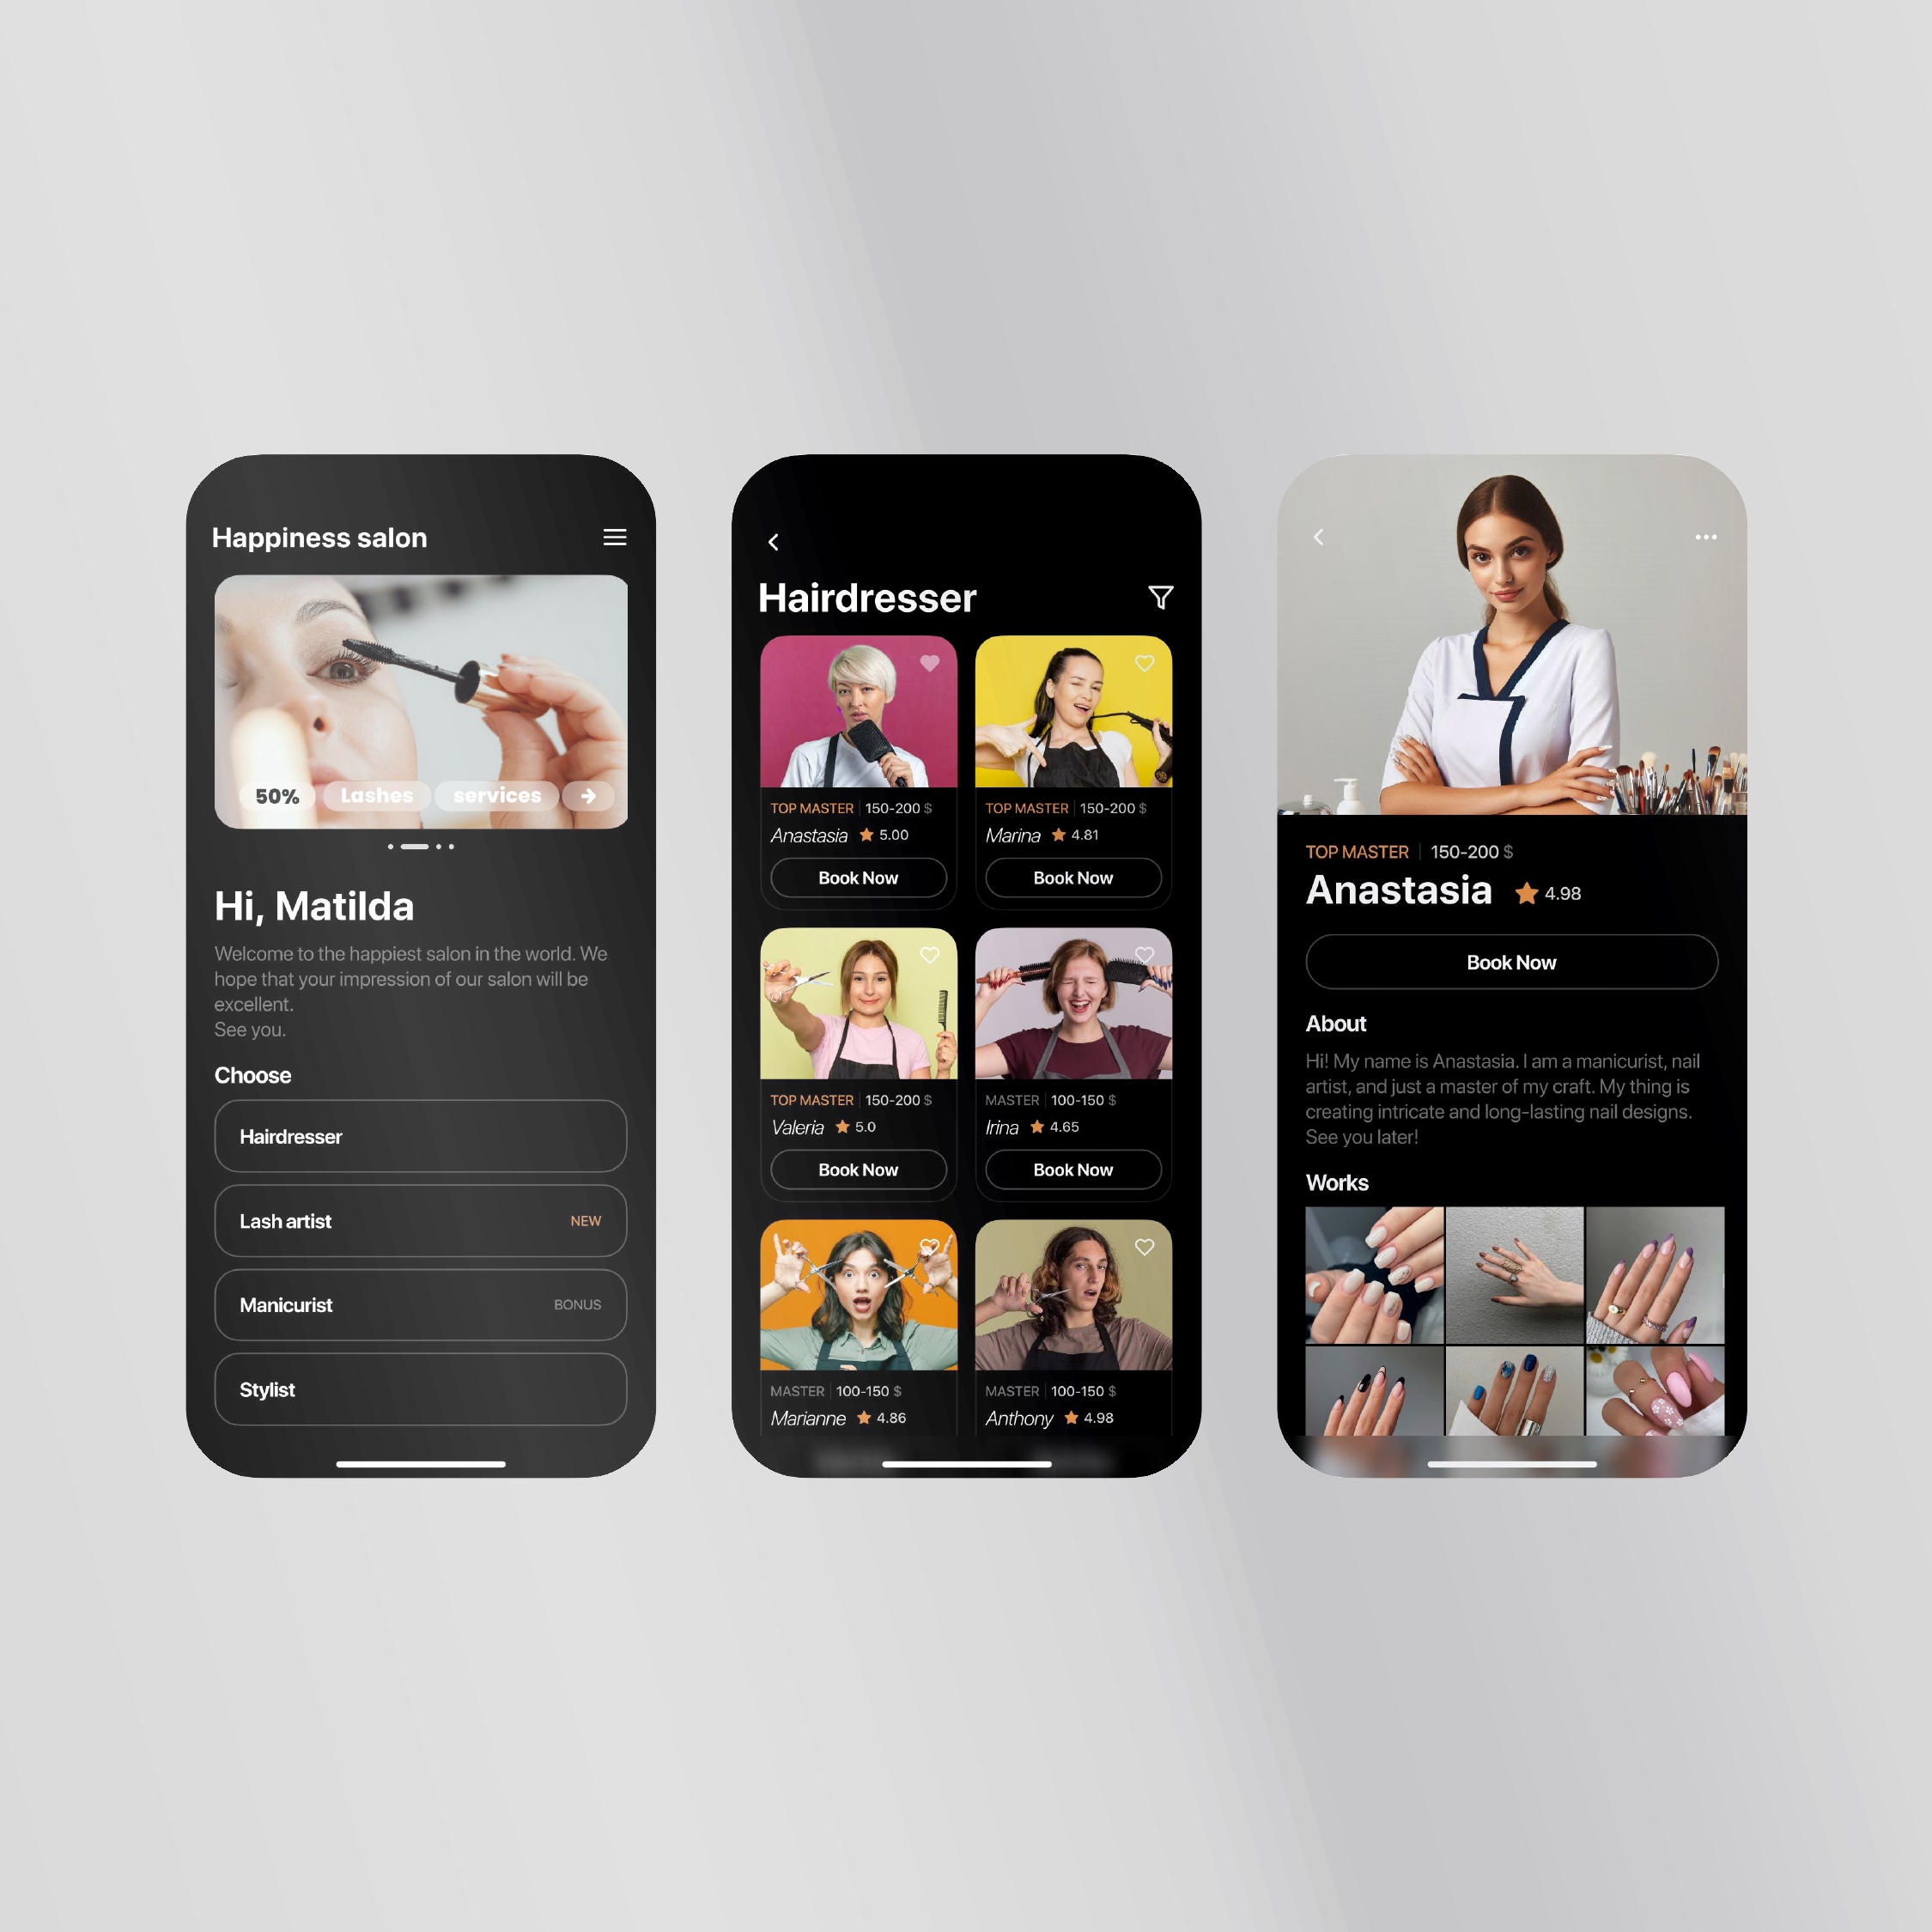 Happiness salon
50% Lashes services
Hi, Matilda
Welcome to the happiest salon in the world. We
hope that your impression of our salon will be
excellent.
See you.
Choose
Hairdresser
Lash artist NEW
Manicurist BONUS
Stylist
Hairdresser
TOP MASTER 150-200 $
Anastasia 5.00
Book Now
TOP MASTER 150-200 $
Marina 4.81
Book Now
TOP MASTER 150-200 $
Valeria 5.0
Book Now
MASTER 100-150 $
Irina 4.65
Book Now
MASTER 100-150 $
Marianne 4.86
MASTER 100-150 $
Anthony 4.98
TOP MASTER 150-200 $
Anastasia 4.98
Book Now
About
Hi! My name is Anastasia. I am a manicurist, nail
artist, and just a master of my craft. My thing is
creating intricate and long-lasting nail designs.
See you later!
Works